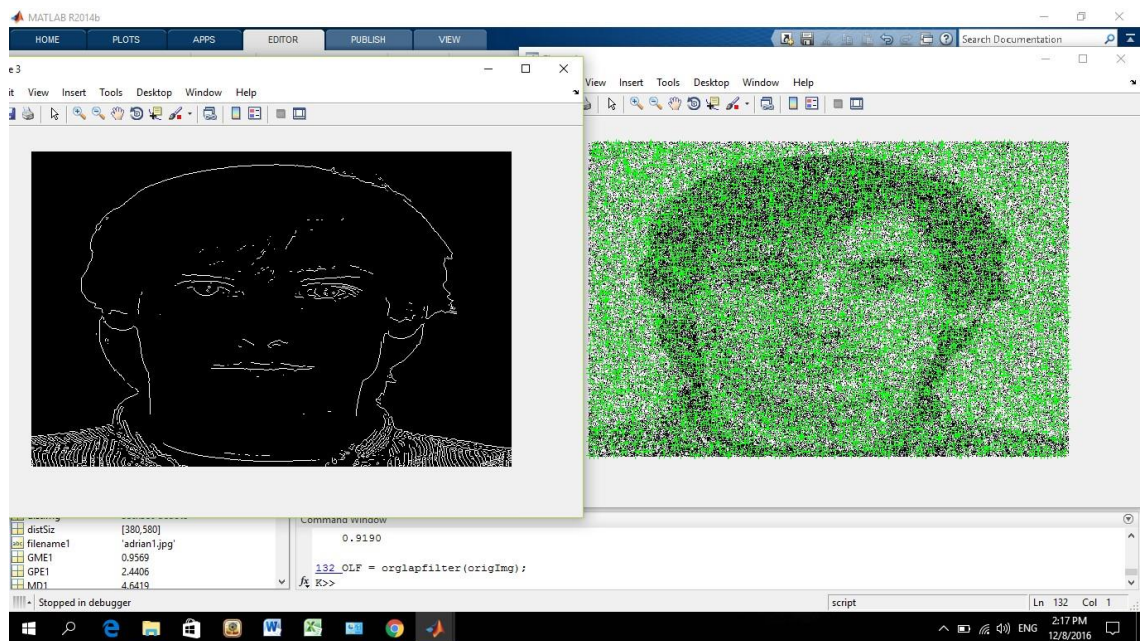 MATLAB R2014b
HOME PLOTS APPS EDITOR PUBLISH VIEW
Search Documentation
e 3
it View Insert Tools Desktop Window Help
View Insert Tools Desktop Window Help
distSiz [380,580]
filename1 'adrian1.jpg'
GME1 0.9569
GPE1 2.4406
MD1 4.6419
Command Window
0.9190
132 OLF = orglapfilter(origImg);
fx K>>
Stopped in debugger
script
Ln 132 Col 1
ENG
2:17 PM
12/8/2016